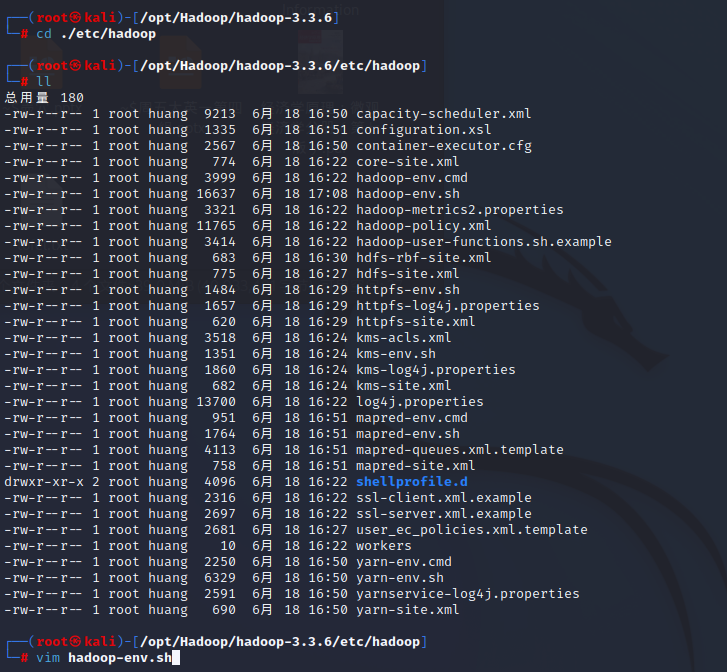 ┌──(root㉿kali)-[/opt/Hadoop/hadoop-3.3.6]
└─# cd ./etc/hadoop
┌──(root㉿kali)-[/opt/Hadoop/hadoop-3.3.6/etc/hadoop]
└─# ll
总用量 180
-rw-r--r-- 1 root huang  9213  6月  18 16:50 capacity-scheduler.xml
-rw-r--r-- 1 root huang  1335  6月  18 16:51 configuration.xsl
-rw-r--r-- 1 root huang  2567  6月  18 16:50 container-executor.cfg
-rw-r--r-- 1 root huang   774  6月  18 16:22 core-site.xml
-rw-r--r-- 1 root huang  3999  6月  18 16:22 hadoop-env.cmd
-rw-r--r-- 1 root huang 16637  6月  18 17:08 hadoop-env.sh
-rw-r--r-- 1 root huang  3321  6月  18 16:22 hadoop-metrics2.properties
-rw-r--r-- 1 root huang 11765  6月  18 16:22 hadoop-policy.xml
-rw-r--r-- 1 root huang  3414  6月  18 16:22 hadoop-user-functions.sh.example
-rw-r--r-- 1 root huang   683  6月  18 16:30 hdfs-rbf-site.xml
-rw-r--r-- 1 root huang   775  6月  18 16:27 hdfs-site.xml
-rw-r--r-- 1 root huang  1484  6月  18 16:29 httpfs-env.sh
-rw-r--r-- 1 root huang  1657  6月  18 16:29 httpfs-log4j.properties
-rw-r--r-- 1 root huang   620  6月  18 16:29 httpfs-site.xml
-rw-r--r-- 1 root huang  3518  6月  18 16:24 kms-acls.xml
-rw-r--r-- 1 root huang  1351  6月  18 16:24 kms-env.sh
-rw-r--r-- 1 root huang  1860  6月  18 16:24 kms-log4j.properties
-rw-r--r-- 1 root huang   682  6月  18 16:24 kms-site.xml
-rw-r--r-- 1 root huang 13700  6月  18 16:22 log4j.properties
-rw-r--r-- 1 root huang   951  6月  18 16:51 mapred-env.cmd
-rw-r--r-- 1 root huang  1764  6月  18 16:51 mapred-env.sh
-rw-r--r-- 1 root huang  4113  6月  18 16:51 mapred-queues.xml.template
-rw-r--r-- 1 root huang   758  6月  18 16:51 mapred-site.xml
drwxr-xr-x 2 root huang  4096  6月  18 16:22 shellprofile.d
-rw-r--r-- 1 root huang  2316  6月  18 16:22 ssl-client.xml.example
-rw-r--r-- 1 root huang  2697  6月  18 16:22 ssl-server.xml.example
-rw-r--r-- 1 root huang  2681  6月  18 16:27 user_ec_policies.xml.template
-rw-r--r-- 1 root huang    10  6月  18 16:22 workers
-rw-r--r-- 1 root huang  2250  6月  18 16:50 yarn-env.cmd
-rw-r--r-- 1 root huang  6329  6月  18 16:50 yarn-env.sh
-rw-r--r-- 1 root huang  2591  6月  18 16:50 yarnservice-log4j.properties
-rw-r--r-- 1 root huang   690  6月  18 16:50 yarn-site.xml
┌──(root㉿kali)-[/opt/Hadoop/hadoop-3.3.6/etc/hadoop]
└─# vim hadoop-env.sh